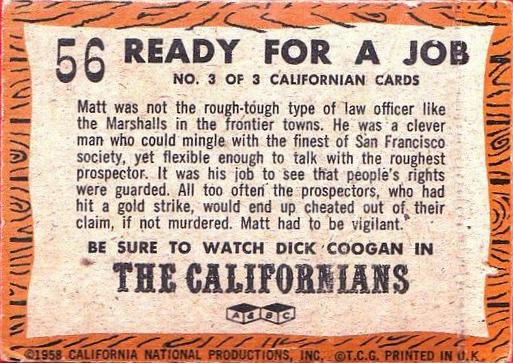 56 READY FOR A JOB
NO. 3 OF 3 CALIFORNIAN CARDS
Matt was not the rough-tough type of law officer like
the Marshalls in the frontier towns. He was a clever
man who could mingle with the finest of San Francisco
society, yet flexible enough to talk with the roughest
prospector. It was his job to see that people's rights
were guarded. All too often the prospectors, who had
hit a gold strike, would end up cheated out of their
claim, if not murdered. Matt had to be vigilant.
BE SURE TO WATCH DICK COOGAN IN
THE CALIFORNIANS
A B C
©1958 CALIFORNIA NATIONAL PRODUCTIONS, INC. ©T.C.G. PRINTED IN U.K.